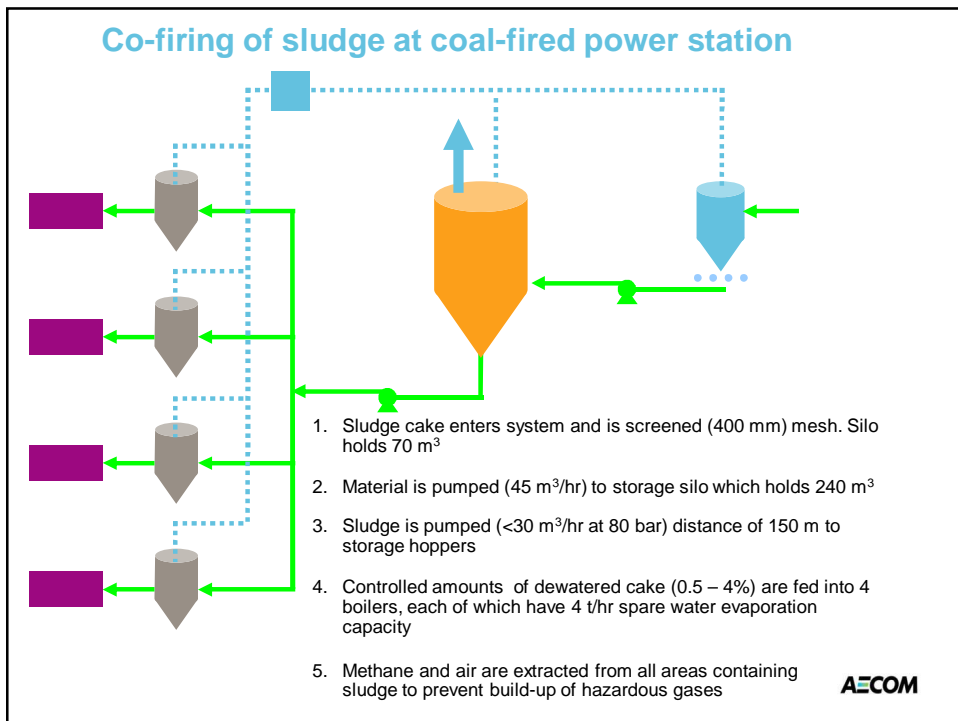 Co-firing of sludge at coal-fired power station
1. Sludge cake enters system and is screened (400 mm) mesh. Silo
holds 70 m³
2. Material is pumped (45 m³/hr) to storage silo which holds 240 m³
3. Sludge is pumped (<30 m³/hr at 80 bar) distance of 150 m to
storage hoppers
4. Controlled amounts of dewatered cake (0.5 – 4%) are fed into 4
boilers, each of which have 4 t/hr spare water evaporation
capacity
5. Methane and air are extracted from all areas containing
sludge to prevent build-up of hazardous gases
AECOM